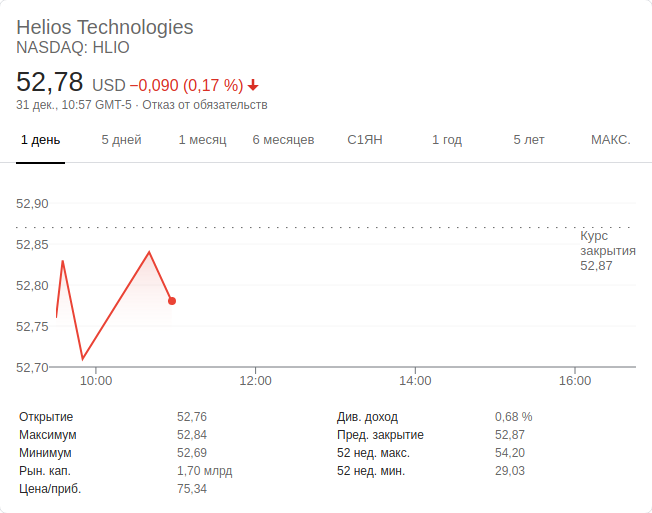 Helios Technologies
NASDAQ: HLIO
52,78 USD −0,090 (0,17 %)
31 дек., 10:57 GMT-5 · Отказ от обязательств
1 день 5 дней 1 месяц 6 месяцев С1ЯН 1 год 5 лет МАКС.
52,90
52,85
52,80
52,75
52,70
Курс
закрытия
52,87
10:00 12:00 14:00 16:00
Открытие 52,76 Див. доход 0,68 %
Максимум 52,84 Пред. закрытие 52,87
Минимум 52,69 52 нед. макс. 54,20
Рын. кап. 1,70 млрд 52 нед. мин. 29,03
Цена/приб. 75,34